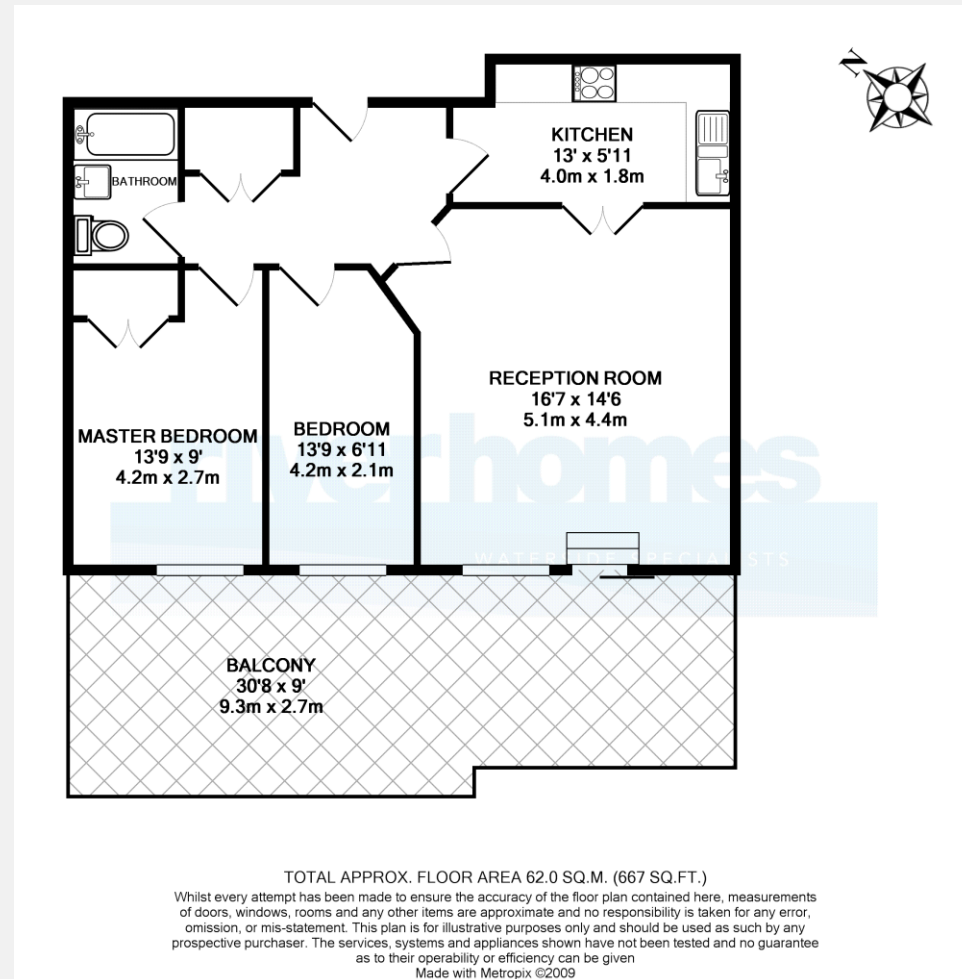 N
KITCHEN
13' x 5'11
4.0m x 1.8m
BATHROOM
RECEPTION ROOM
16'7 x 14'6
5.1m x 4.4m
MASTER BEDROOM
13'9 x 9'
4.2m x 2.7m
BEDROOM
13'9 x 6'11
4.2m x 2.1m
riverhomes
WATERSIDE SPECIALISTS
BALCONY
30'8 x 9'
9.3m x 2.7m
TOTAL APPROX. FLOOR AREA 62.0 SQ.M. (667 SQ.FT.)
Whilst every attempt has been made to ensure the accuracy of the floor plan contained here, measurements
of doors, windows, rooms and any other items are approximate and no responsibility is taken for any error,
omission, or mis-statement. This plan is for illustrative purposes only and should be used as such by any
prospective purchaser. The services, systems and appliances shown have not been tested and no guarantee
as to their operability or efficiency can be given
Made with Metropix ©2009